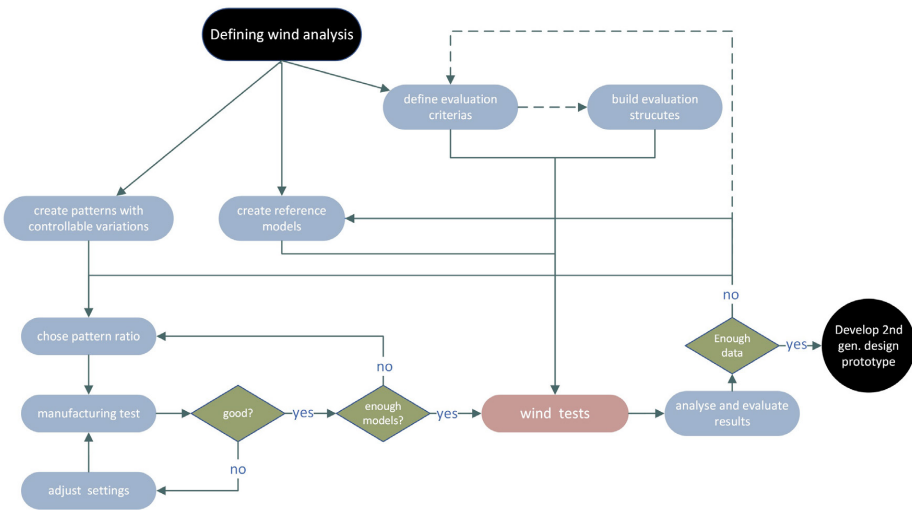 Defining wind analysis
define evaluation
criterias
build evaluation
strucutes
create patterns with
controllable variations
create reference
models
no
chose pattern ratio
Enough
data
yes
Develop 2nd
gen. design
prototype
no
manufacturing test
good?
yes
enough
models?
yes
wind tests
analyse and evaluate
results
no
adjust settings